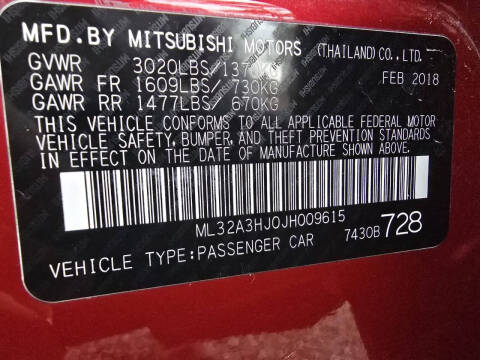 MFD.BY MITSUBISHI MOTORS (THAILAND) CO.,LTD.
GVWR 3020LBS/1370KG FEB 2018
GAWR FR 1609LBS/730KG
GAWR RR 1477LBS/670KG
THIS VEHICLE CONFORMS TO ALL APPLICABLE FEDERAL MOTOR
VEHICLE SAFETY, BUMPER, AND THEFT PREVENTION STANDARDS
IN EFFECT ON THE DATE OF MANUFACTURE SHOWN ABOVE.
ML32A3HJ0JH009615
VEHICLE TYPE:PASSENGER CAR 7430B 728